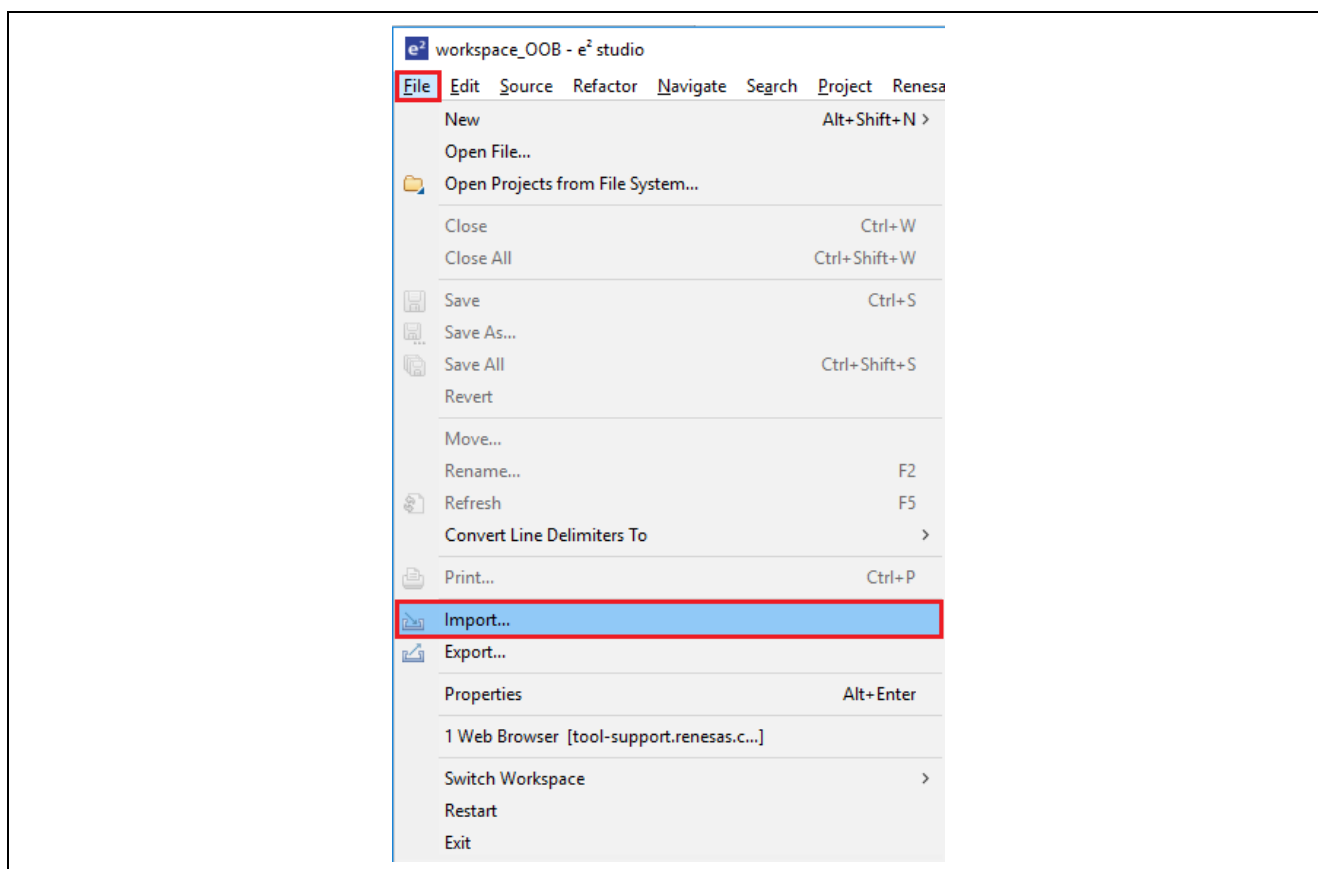 e² workspace_OOB - e² studio
File Edit Source Refactor Navigate Search Project Renesa
New Alt+Shift+N >
Open File...
Open Projects from File System...
Close Ctrl+W
Close All Ctrl+Shift+W
Save Ctrl+S
Save As...
Save All Ctrl+Shift+S
Revert
Move...
Rename... F2
Refresh F5
Convert Line Delimiters To >
Print... Ctrl+P
Import...
Export...
Properties Alt+Enter
1 Web Browser [tool-support.renesas.c...]
Switch Workspace >
Restart
Exit